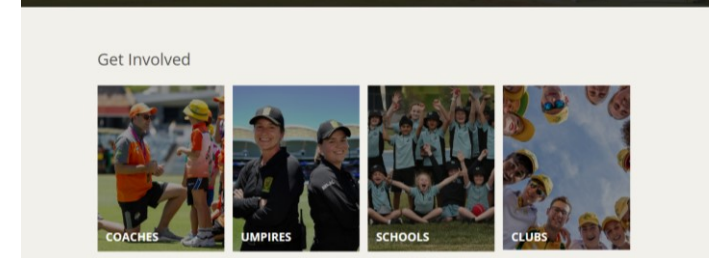 Get Involved
COACHES
UMPIRES
SCHOOLS
CLUBS